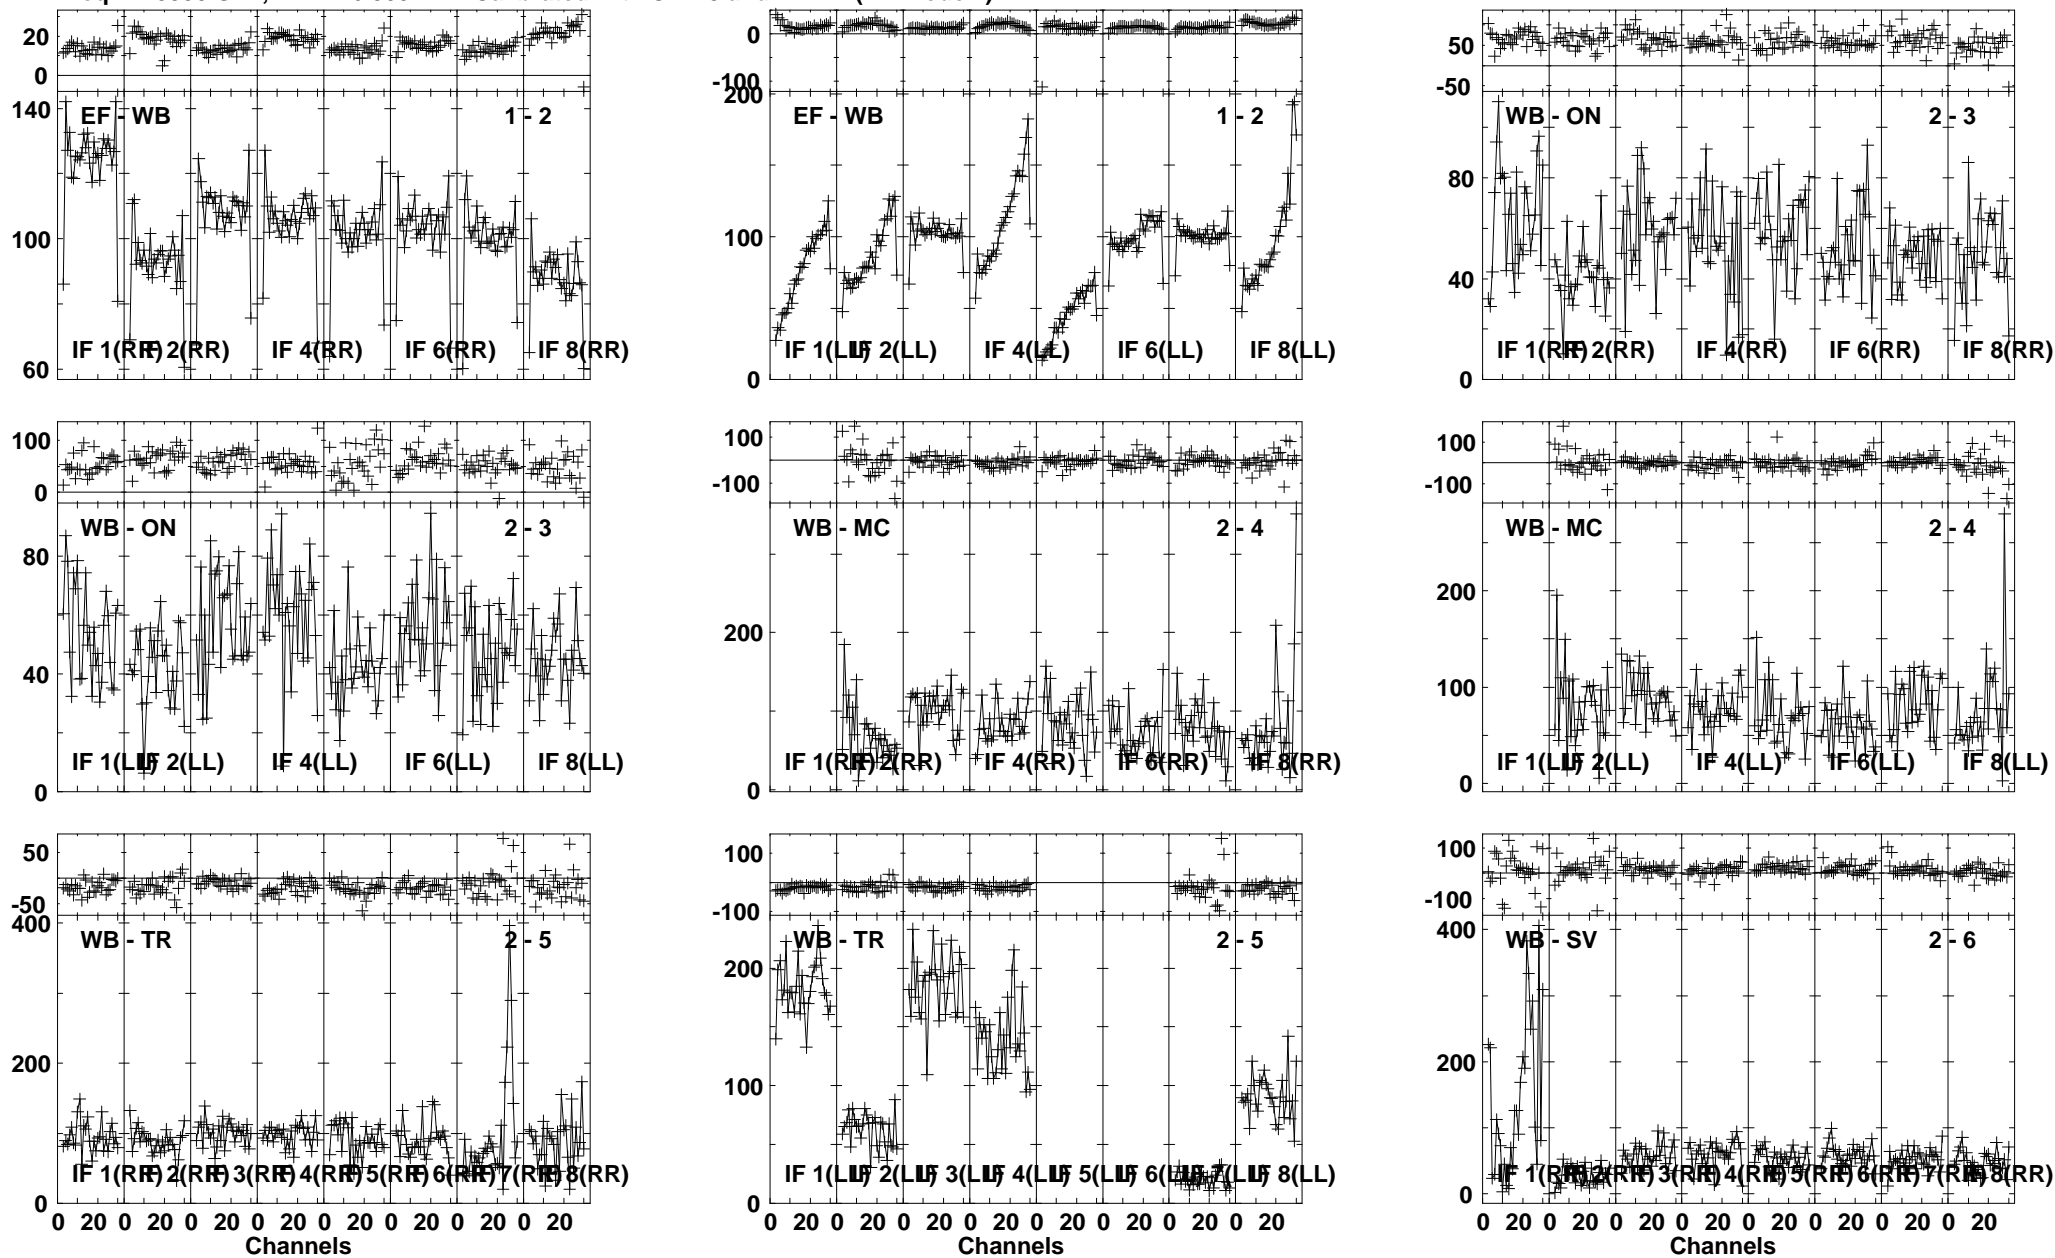 20
0
140
100
60
EF - WB
1 - 2
IF 1(RR)
IF 2(RR)
IF 4(RR)
IF 6(RR)
IF 8(RR)
0
-100
200
100
0
EF - WB
1 - 2
IF 1(LL)
IF 2(LL)
IF 4(LL)
IF 6(LL)
IF 8(LL)
50
-50
80
40
0
WB - ON
2 - 3
IF 1(RR)
IF 2(RR)
IF 4(RR)
IF 6(RR)
IF 8(RR)
100
0
80
40
0
WB - ON
2 - 3
IF 1(LL)
IF 2(LL)
IF 4(LL)
IF 6(LL)
IF 8(LL)
100
-100
200
0
WB - MC
2 - 4
IF 1(RR)
IF 2(RR)
IF 4(RR)
IF 6(RR)
IF 8(RR)
100
-100
200
100
0
WB - MC
2 - 4
IF 1(LL)
IF 2(LL)
IF 4(LL)
IF 6(LL)
IF 8(LL)
50
-50
400
200
0
WB - TR
2 - 5
IF 1(RR)
IF 2(RR)
IF 3(RR)
IF 4(RR)
IF 5(RR)
IF 6(RR)
IF 7(RR)
IF 8(RR)
0 20 0 20 0 20 0 20 0 20 0 20 0 20 0 20
Channels
100
-100
200
100
0
WB - TR
2 - 5
IF 1(LL)
IF 2(LL)
IF 3(LL)
IF 4(LL)
IF 5(LL)
IF 6(LL)
IF 7(LL)
IF 8(LL)
0 20 0 20 0 20 0 20 0 20 0 20 0 20 0 20
Channels
100
-100
400
200
0
WB - SV
2 - 6
IF 1(RR)
IF 2(RR)
IF 3(RR)
IF 4(RR)
IF 5(RR)
IF 6(RR)
IF 7(RR)
IF 8(RR)
0 20 0 20 0 20 0 20 0 20 0 20 0 20 0 20
Channels